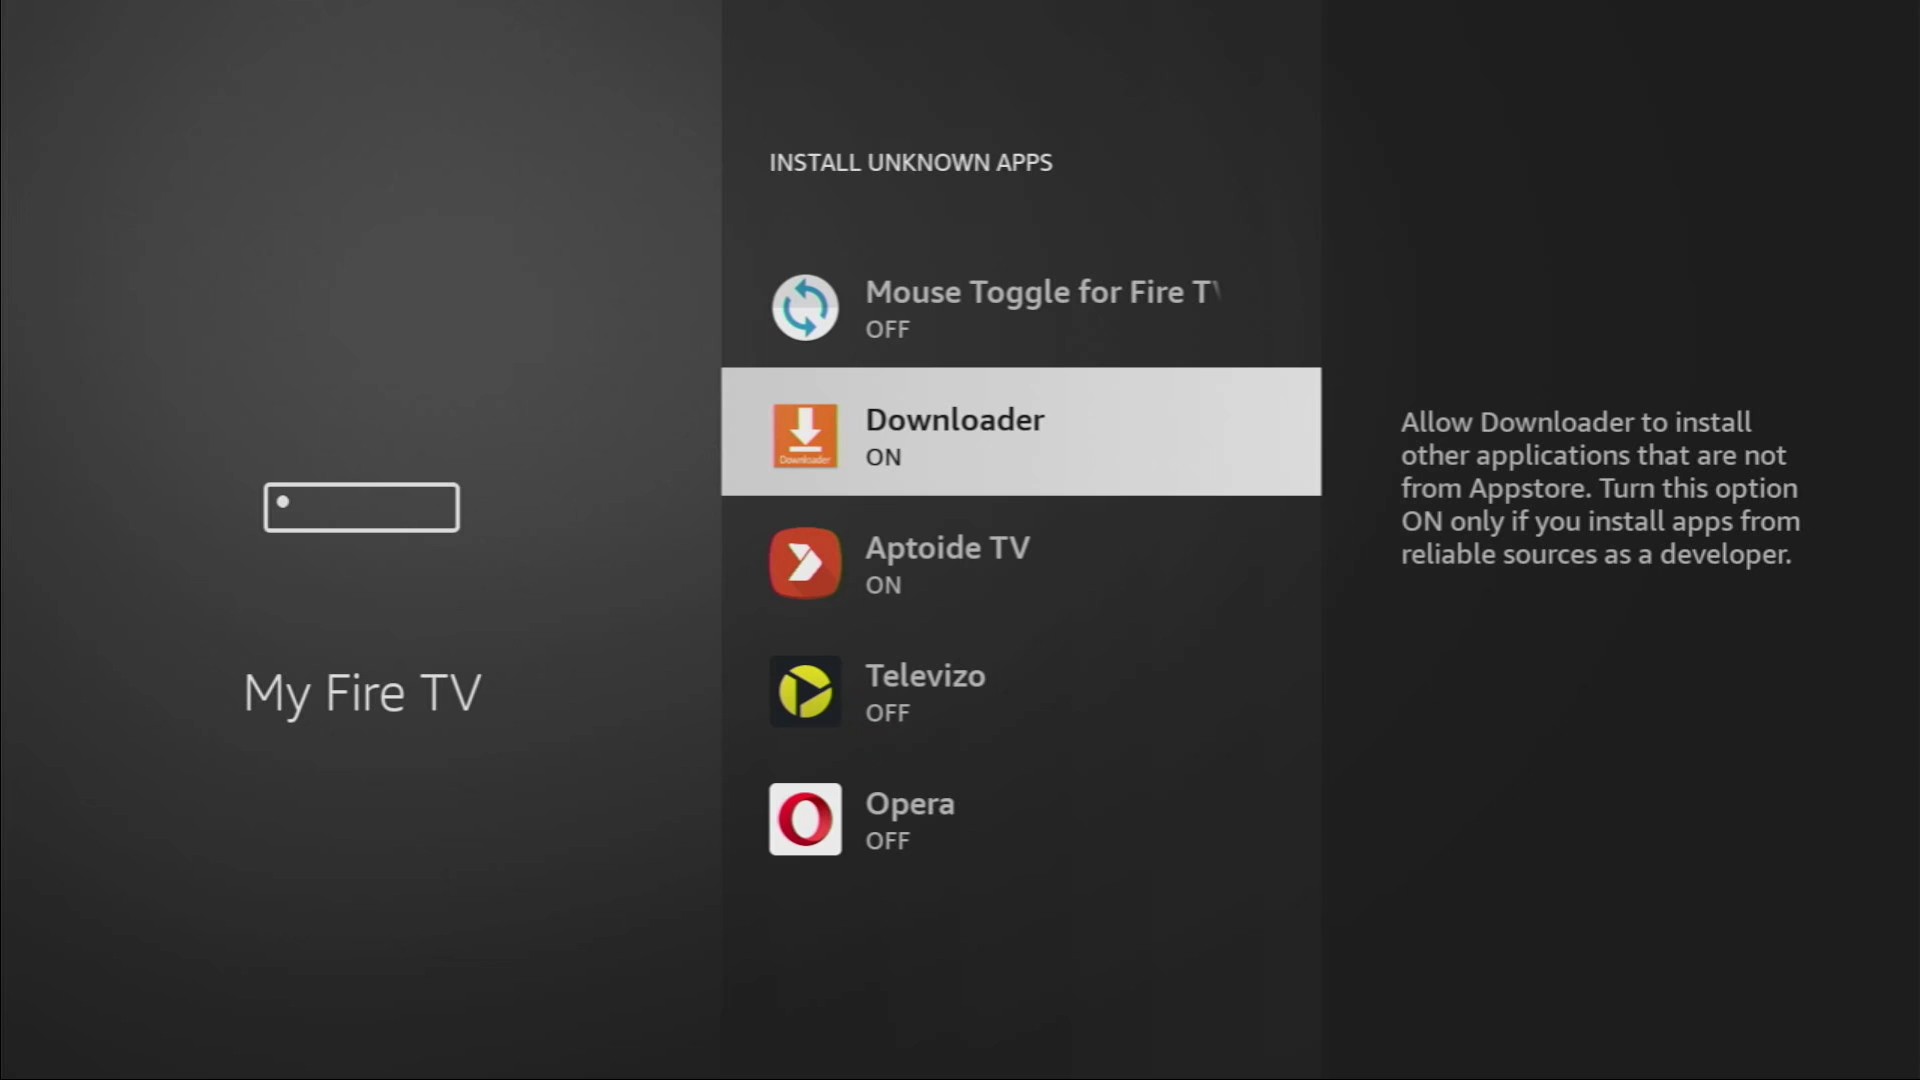 INSTALL UNKNOWN APPS
Mouse Toggle for Fire TV
OFF
Downloader
Downloader
ON
Aptoide TV
ON
Televizo
OFF
Opera
OFF
My Fire TV
Allow Downloader to install
other applications that are not
from Appstore. Turn this option
ON only if you install apps from
reliable sources as a developer.